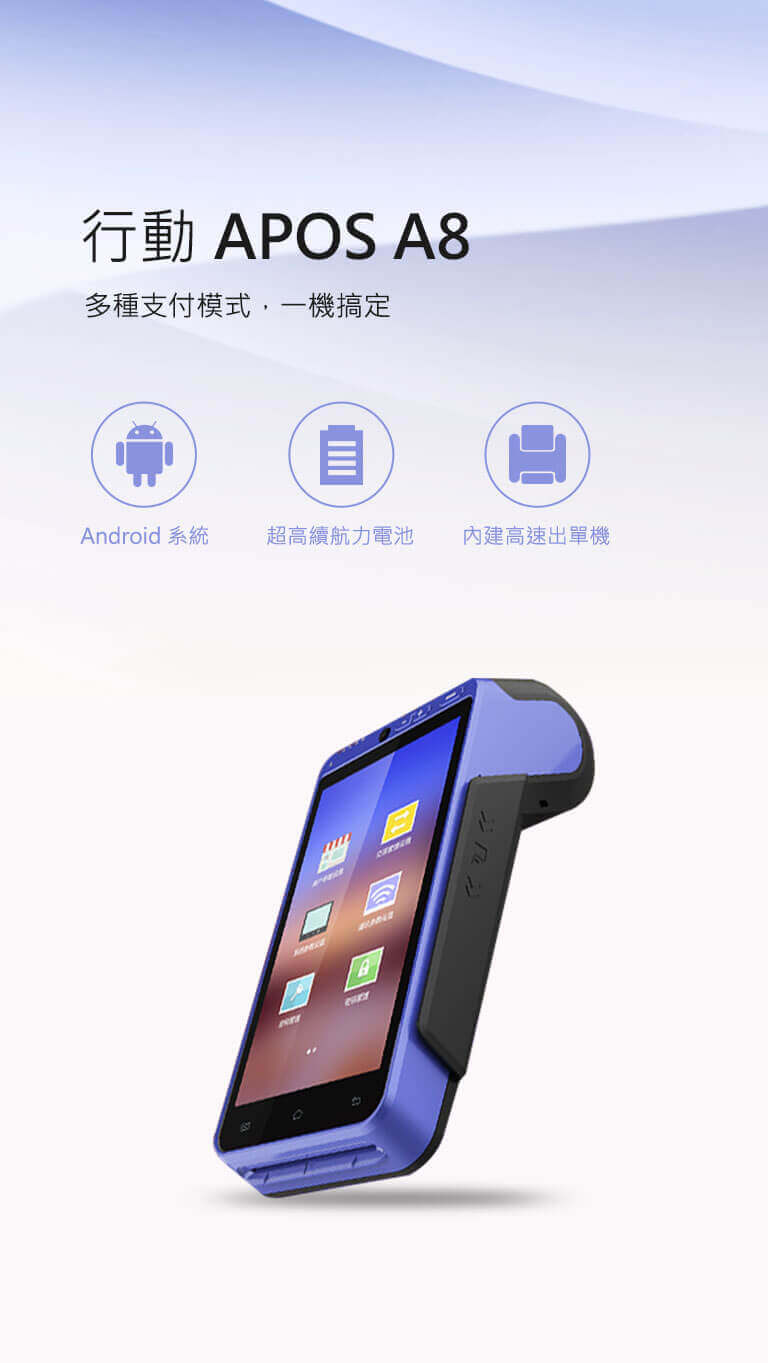 行動 APOS A8
多種支付模式，一機搞定
Android 系統
超高續航力電池
內建高速出單機